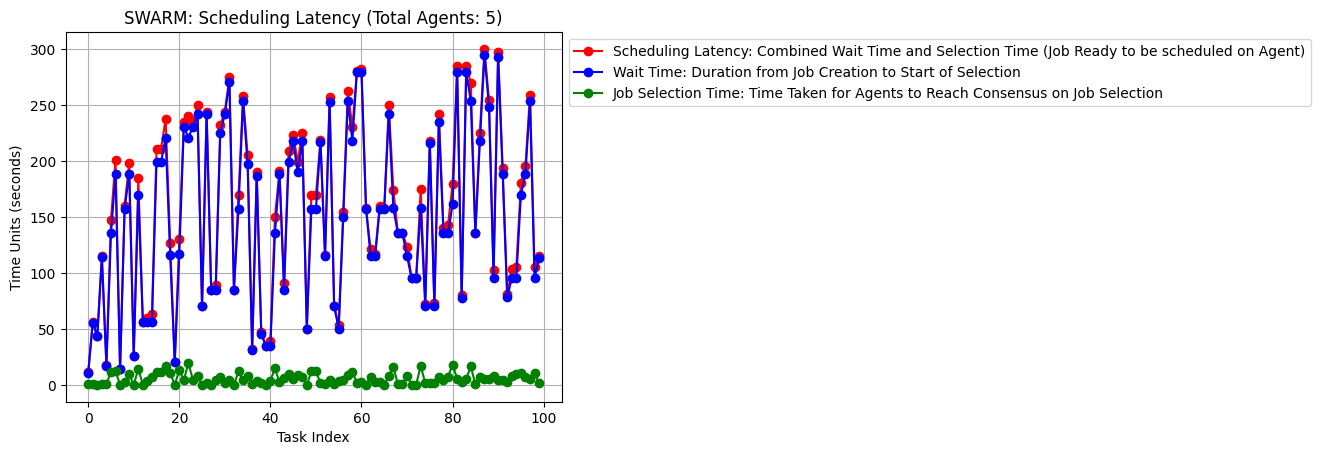 SWARM: Scheduling Latency (Total Agents: 5)
Scheduling Latency: Combined Wait Time and Selection Time (Job Ready to be scheduled on Agent)
Wait Time: Duration from Job Creation to Start of Selection
Job Selection Time: Time Taken for Agents to Reach Consensus on Job Selection
Time Units (seconds)
300
250
200
150
100
50
0
0 20 40 60 80 100
Task Index